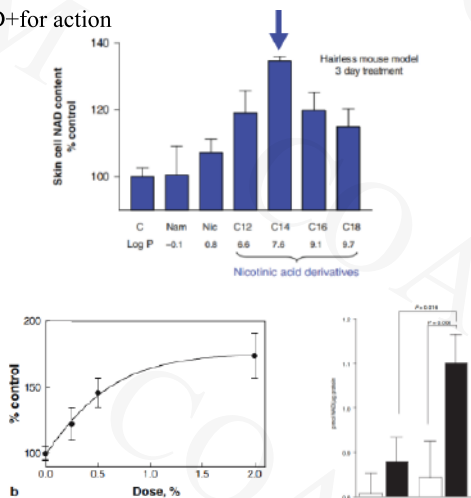 D+for action
140
120
100
Skin cell NAD content
% control
Hairless mouse model
3 day treatment
C Nam Nic C12 C14 C16 C18
Log P –0.1 0.8 6.6 7.6 9.1 9.7
Nicotinic acid derivatives
200
150
100
% control
0.0 0.5 1.0 1.5 2.0
b Dose, %